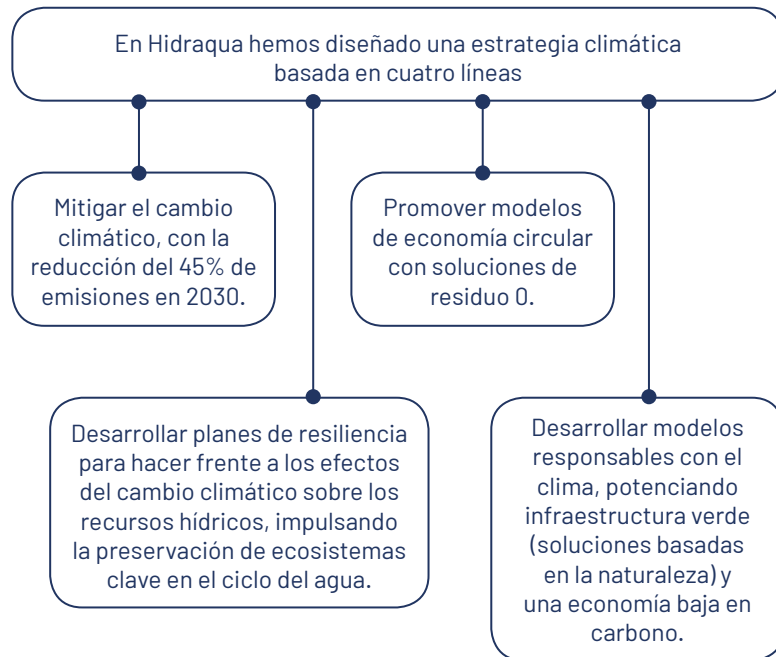 En Hidraqua hemos diseñado una estrategia climática
basada en cuatro líneas
Mitigar el cambio
climático, con la
reducción del 45% de
emisiones en 2030.
Promover modelos
de economía circular
con soluciones de
residuo 0.
Desarrollar planes de resiliencia
para hacer frente a los efectos
del cambio climático sobre los
recursos hídricos, impulsando
la preservación de ecosistemas
clave en el ciclo del agua.
Desarrollar modelos
responsables con el
clima, potenciando
infraestructura verde
(soluciones basadas
en la naturaleza) y
una economía baja en
carbono.